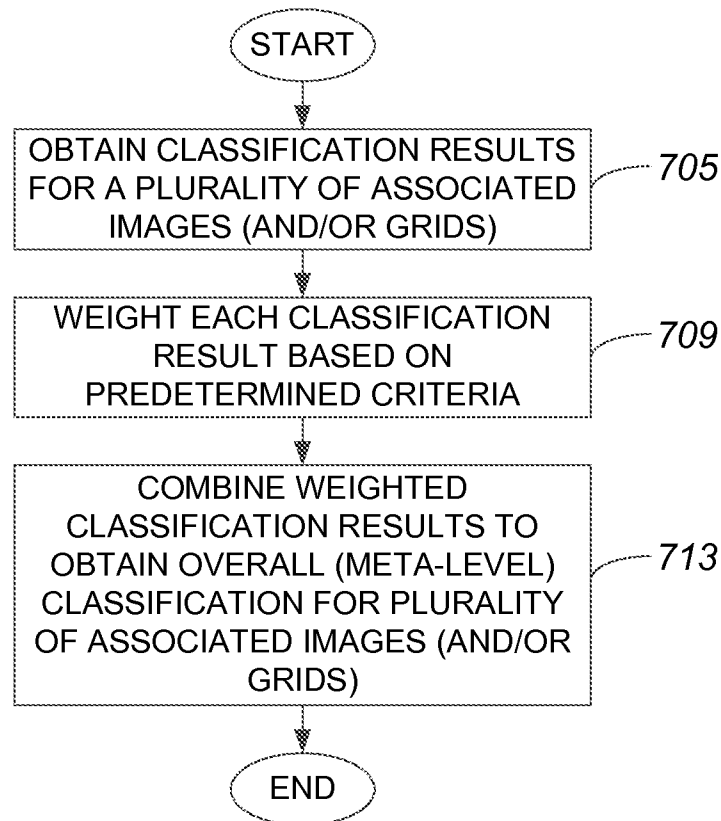 START
OBTAIN CLASSIFICATION RESULTS
FOR A PLURALITY OF ASSOCIATED
IMAGES (AND/OR GRIDS)
705
WEIGHT EACH CLASSIFICATION
RESULT BASED ON
PREDETERMINED CRITERIA
709
COMBINE WEIGHTED
CLASSIFICATION RESULTS TO
OBTAIN OVERALL (META-LEVEL)
CLASSIFICATION FOR PLURALITY
OF ASSOCIATED IMAGES (AND/OR
GRIDS)
713
END